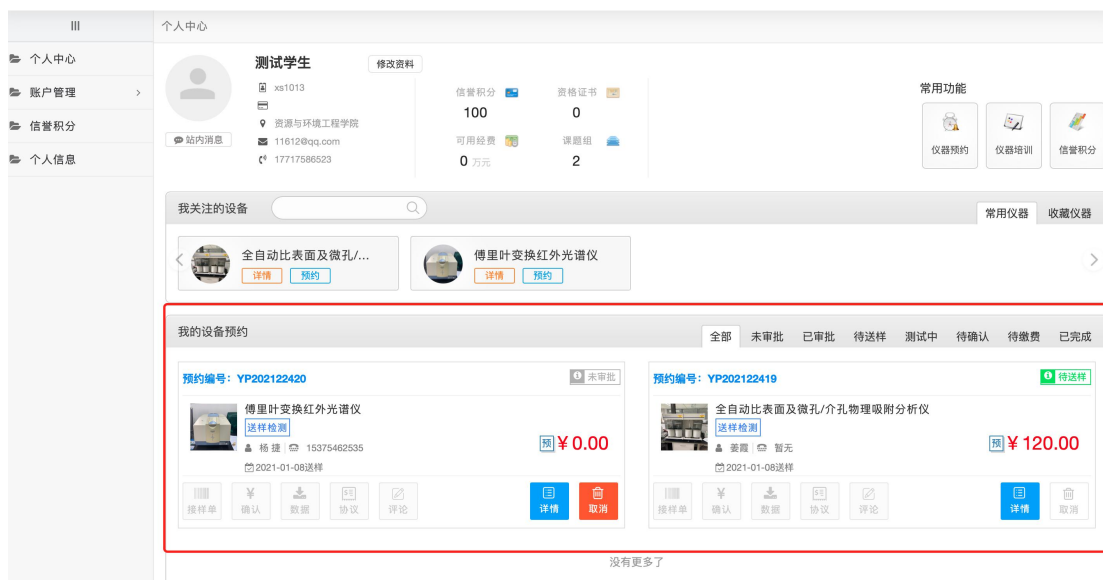 个人中心
个人中心
账户管理
信誉积分
个人信息
测试学生
修改资料
xs1013
资源与环境工程学院
11612@qq.com
17717586523
站内消息
信誉积分
100
资格证书
0
可用经费
0 万元
课题组
2
常用功能
仪器预约
仪器培训
信誉积分
我关注的设备
常用仪器
收藏仪器
全自动比表面及微孔/...
详情
预约
傅里叶变换红外光谱仪
详情
预约
我的设备预约
全部
未审批
已审批
待送样
测试中
待确认
待缴费
已完成
预约编号：YP202122420
未审批
傅里叶变换红外光谱仪
送样检测
杨 捷
15375462535
2021-01-08送样
预 ¥ 0.00
接样单
确认
数据
协议
评论
详情
取消
预约编号：YP202122419
待送样
全自动比表面及微孔/介孔物理吸附分析仪
送样检测
姜霞
暂无
2021-01-08送样
预 ¥ 120.00
接样单
确认
数据
协议
评论
详情
取消
没有更多了